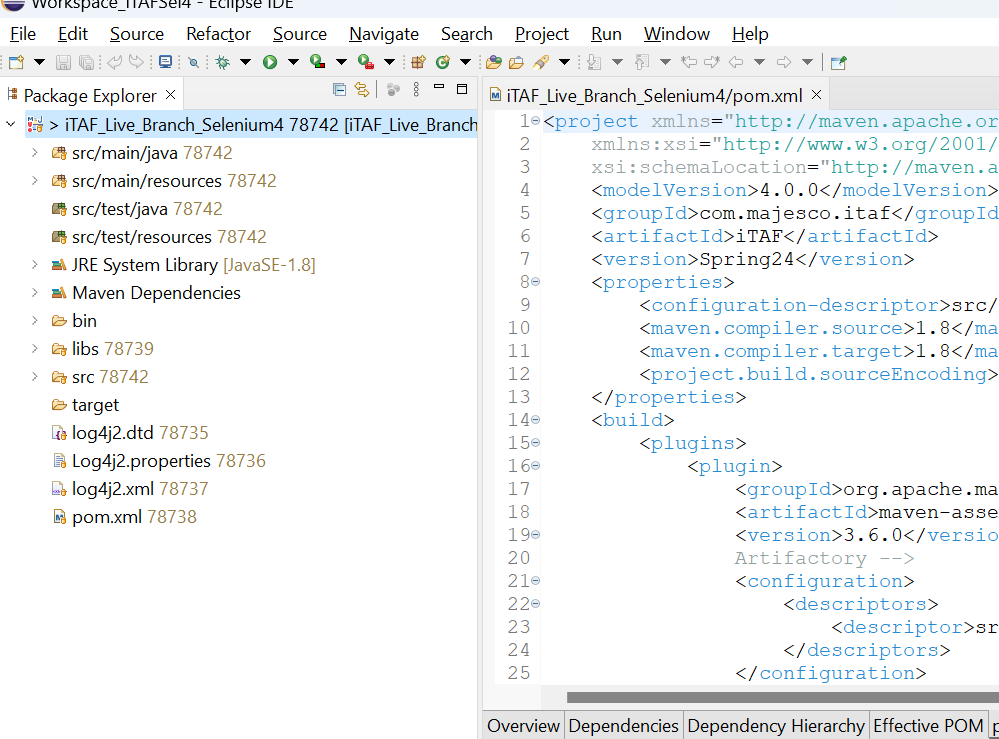 Workspace_iTAFSel4 - Eclipse IDE
File Edit Source Refactor Source Navigate Search Project Run Window Help
Package Explorer
> iTAF_Live_Branch_Selenium4 78742 [iTAF_Live_Branch
src/main/java 78742
src/main/resources 78742
src/test/java 78742
src/test/resources 78742
JRE System Library [JavaSE-1.8]
Maven Dependencies
bin
libs 78739
src 78742
target
log4j2.dtd 78735
Log4j2.properties 78736
log4j2.xml 78737
pom.xml 78738
iTAF_Live_Branch_Selenium4/pom.xml
1 <project xmlns="http://maven.apache.or
2 xmlns:xsi="http://www.w3.org/2001/
3 xsi:schemaLocation="http://maven.a
4 <modelVersion>4.0.0</modelVersion>
5 <groupId>com.majesco.itaf</groupId
6 <artifactId>iTAF</artifactId>
7 <version>Spring24</version>
8 <properties>
9 <configuration-descriptor>src/
10 <maven.compiler.source>1.8</ma
11 <maven.compiler.target>1.8</ma
12 <project.build.sourceEncoding>
13 </properties>
14 <build>
15 <plugins>
16 <plugin>
17 <groupId>org.apache.ma
18 <artifactId>maven-asse
19 <version>3.6.0</versio
20 Artifactory -->
21 <configuration>
22 <descriptors>
23 <descriptor>sr
24 </descriptors>
25 </configuration>
Overview Dependencies Dependency Hierarchy Effective POM p